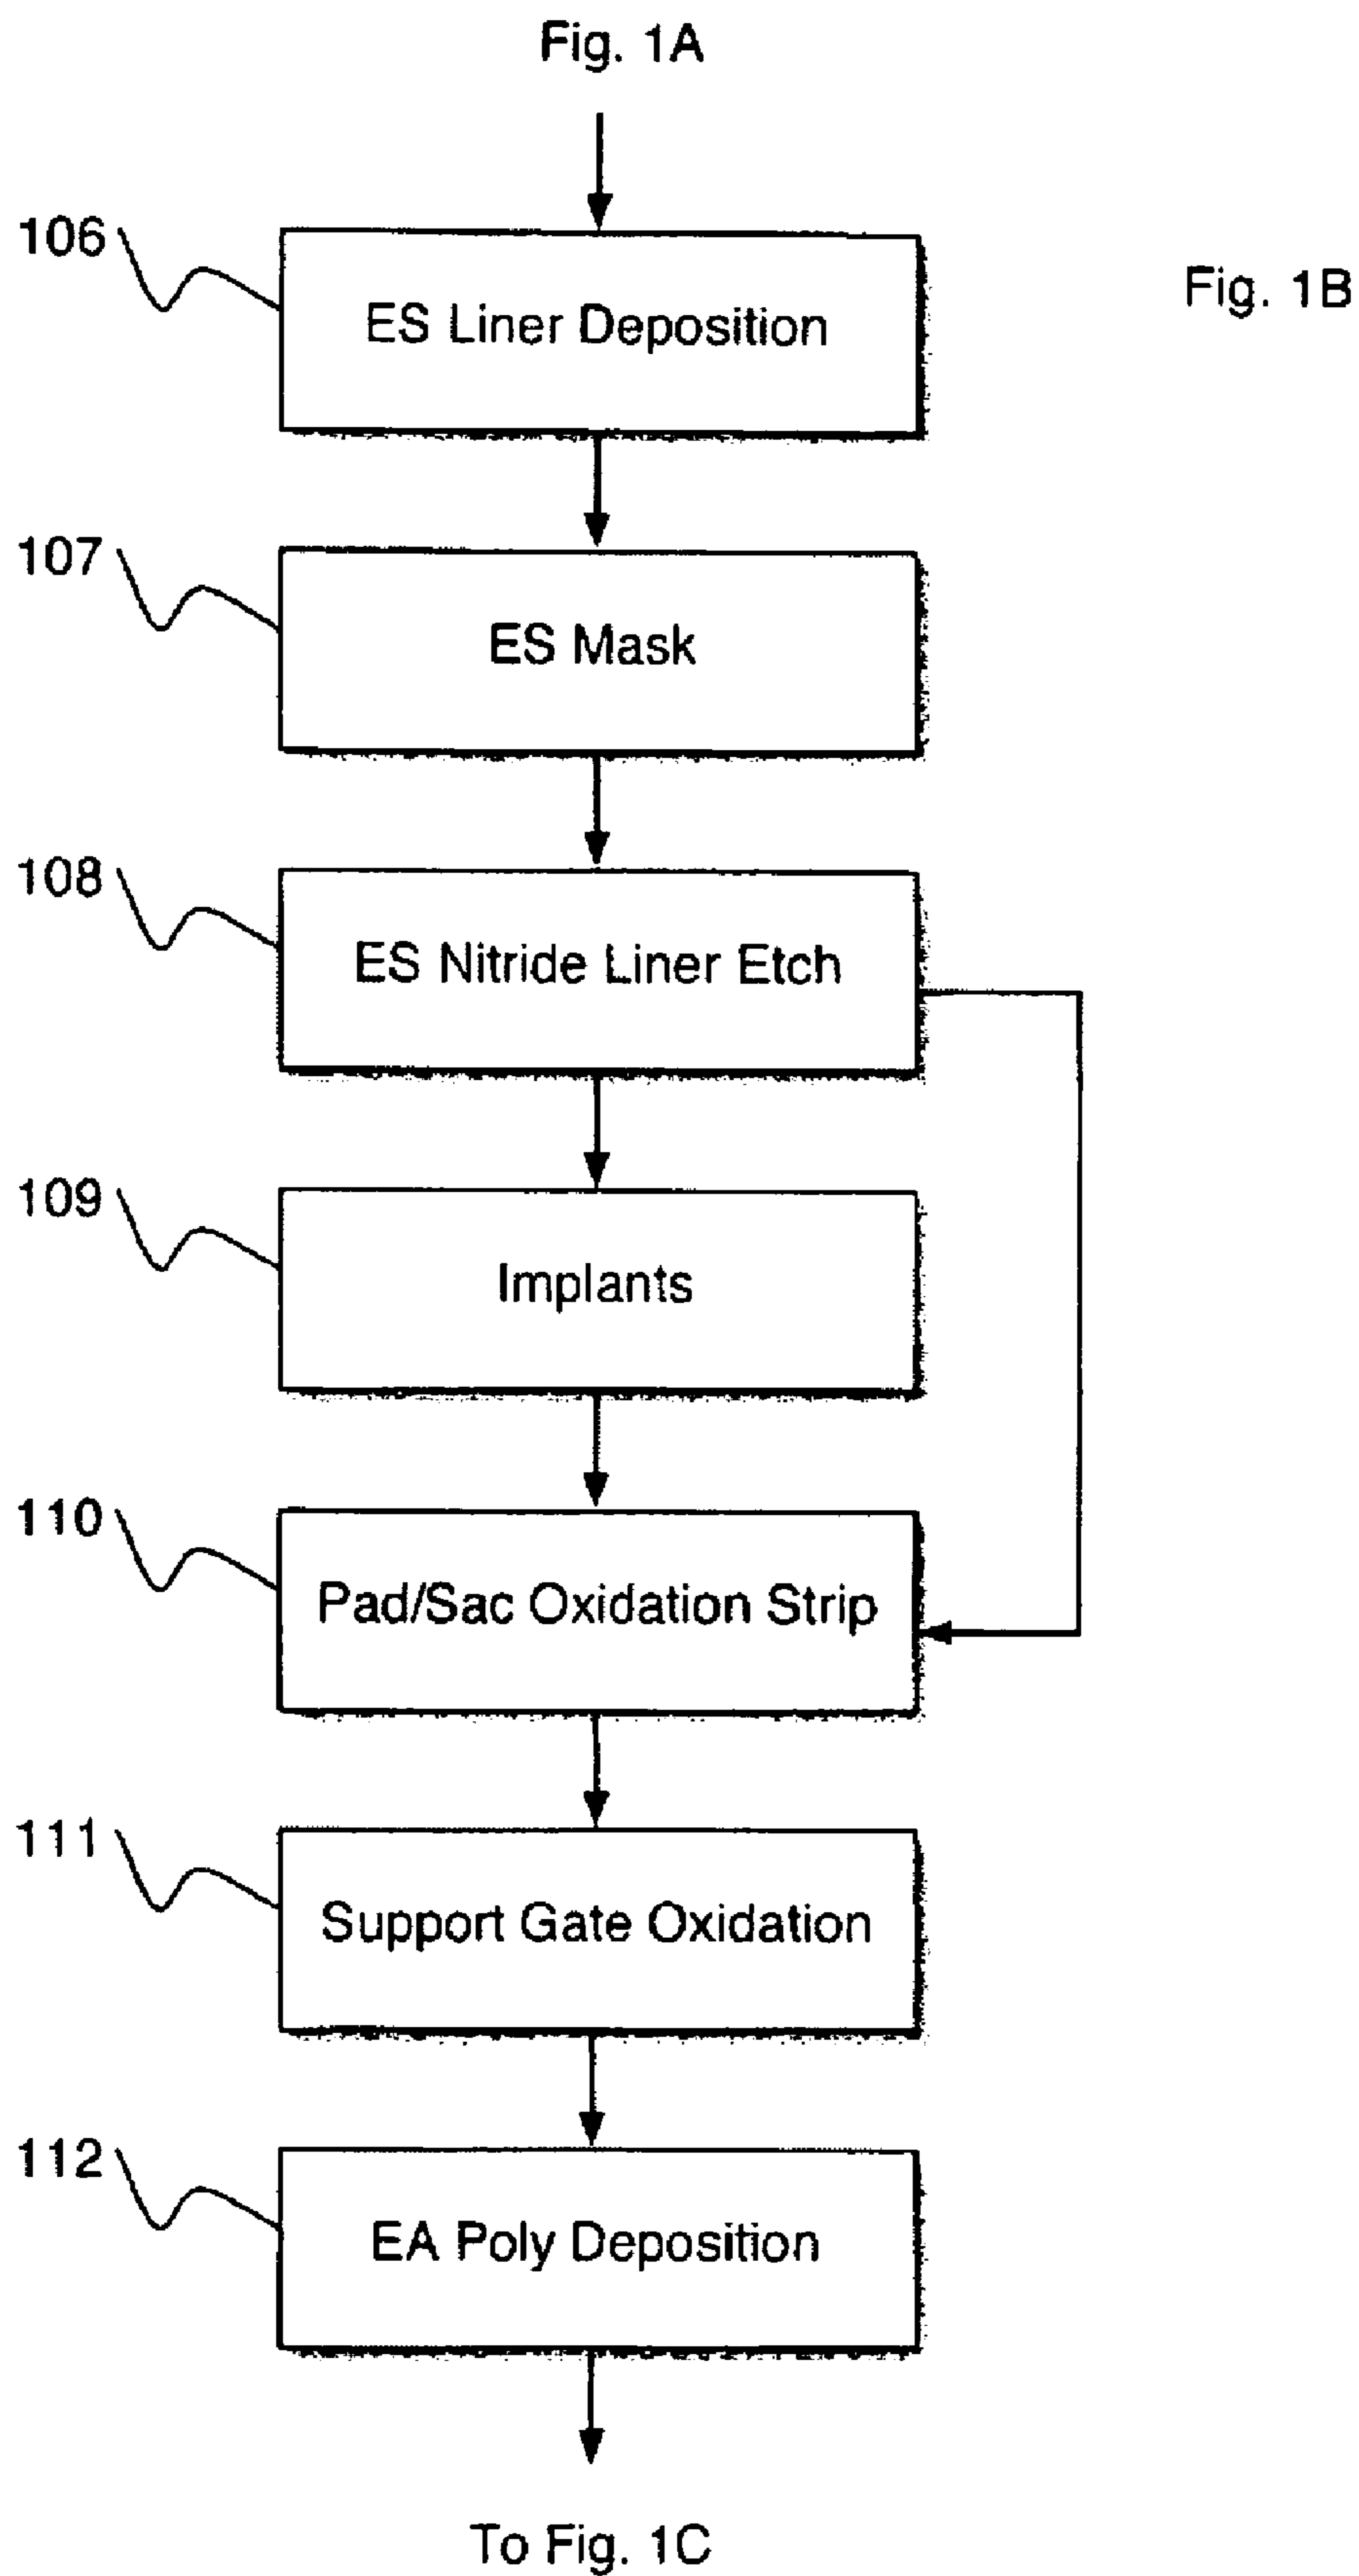 Fig. 1A
106
ES Liner Deposition
Fig. 1B
107
ES Mask
108
ES Nitride Liner Etch
109
Implants
110
Pad/Sac Oxidation Strip
111
Support Gate Oxidation
112
EA Poly Deposition
To Fig. 1C